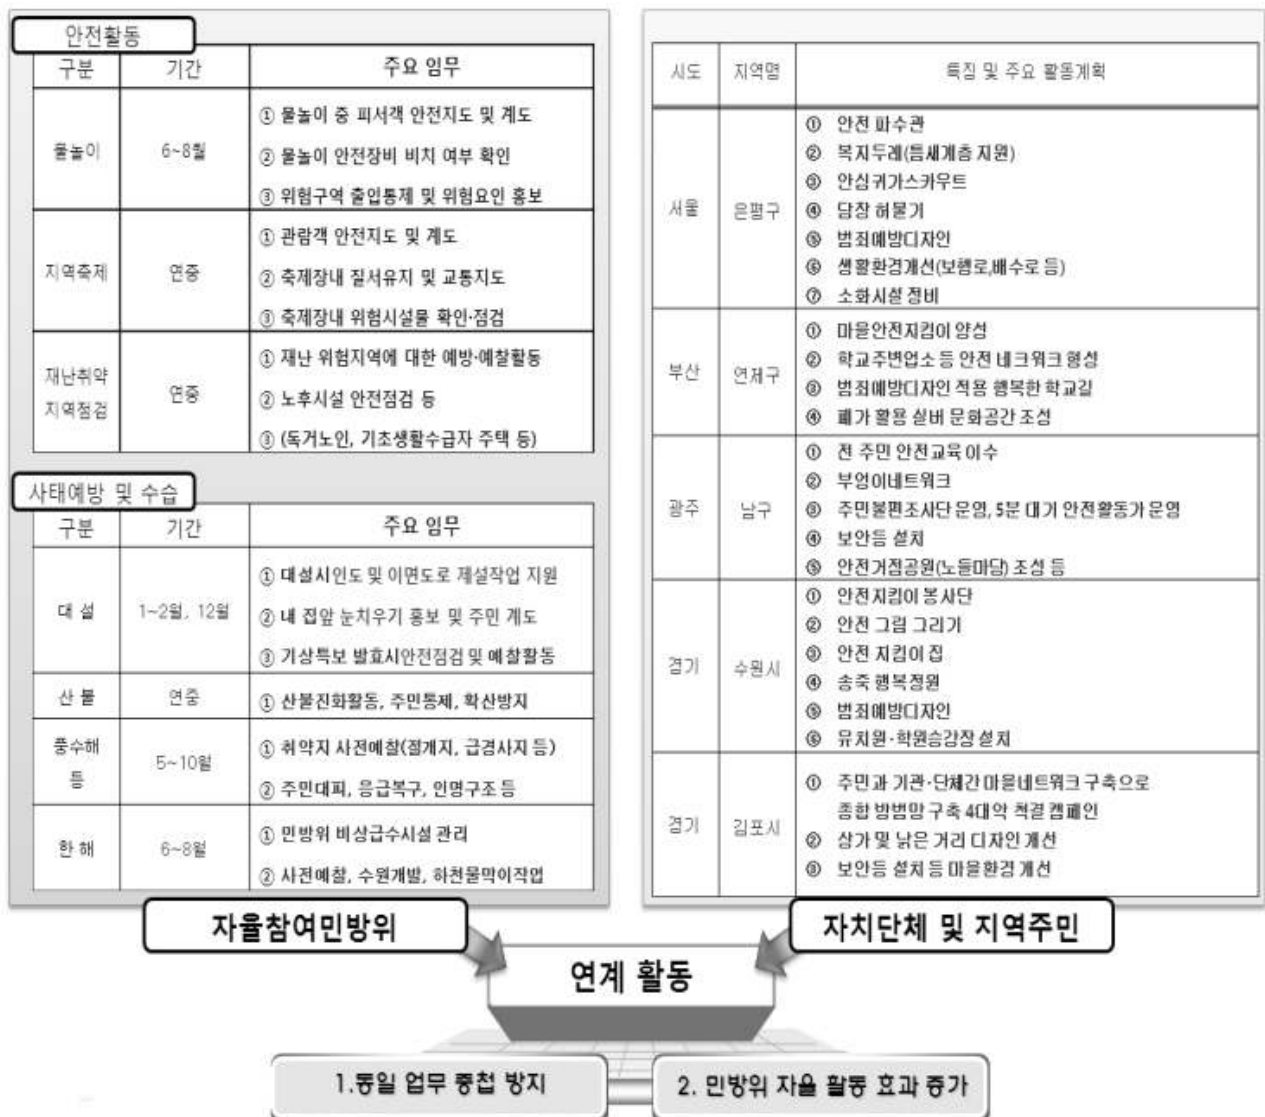 안전활동
구분 기간 주요 임무
물놀이 6~8월
① 물놀이 중 피서객 안전지도 및 계도
② 물놀이 안전장비 비치 여부 확인
③ 위험구역 출입통제 및 위험요인 홍보
지역축제 연중
① 관람객 안전지도 및 계도
② 축제장내 질서유지 및 교통지도
③ 축제장내 위험시설물 확인·점검
재난취약
지역점검
연중
① 재난 위험지역에 대한 예방·예찰활동
② 노후시설 안전점검 등
③ (독거노인, 기초생활수급자 주택 등)
사태예방 및 수습
구분 기간 주요 임무
대 설 1~2월, 12월
① 대설시인도 및 이면도로 제설작업 지원
② 내 집앞 눈치우기 홍보 및 주민 계도
③ 기상특보 발효시안전점검 및 예찰활동
산 불 연중 ① 산불진화활동, 주민통제, 확산방지
풍수해
등
5~10월
① 취약지 사전예찰(절개지, 급경사지 등)
② 주민대피, 응급복구, 인명구조 등
한 해 6~8월
① 민방위 비상급수시설 관리
② 사전예찰, 수원개발, 하천물막이작업
자율참여민방위
시도 지역명 특징 및 주요 활동계획
서울 은평구
① 안전 파수관
② 복지두레(틈새계층 지원)
③ 안심귀가스카우트
④ 담장 허물기
⑤ 범죄예방디자인
⑥ 생활환경개선(보행로,배수로 등)
⑦ 소화시설 정비
부산 연제구
① 마을안전지킴이 양성
② 학교주변업소 등 안전 네크워크 형성
③ 범죄예방디자인 적용 행복한 학교길
④ 폐가 활용 실버 문화공간 조성
광주 남구
① 전 주민 안전교육 이수
② 부엉이네트워크
③ 주민불편조사단 운영, 5분 대기 안전활동가 운영
④ 보안등 설치
⑤ 안전거점공원(노들마당) 조성 등
경기 수원시
① 안전지킴이 봉사단
② 안전 그림 그리기
③ 안전 지킴이 집
④ 송죽 행복정원
⑤ 범죄예방디자인
⑥ 유치원·학원승강장 설치
경기 김포시
① 주민과 기관·단체간 마을네트워크 구축으로
종합 방범망 구축 4대악 척결 캠페인
② 상가 및 낡은 거리 디자인 개선
③ 보안등 설치 등 마을환경 개선
자치단체 및 지역주민
연계 활동
1.동일 업무 중첩 방지
2. 민방위 자율 활동 효과 증가